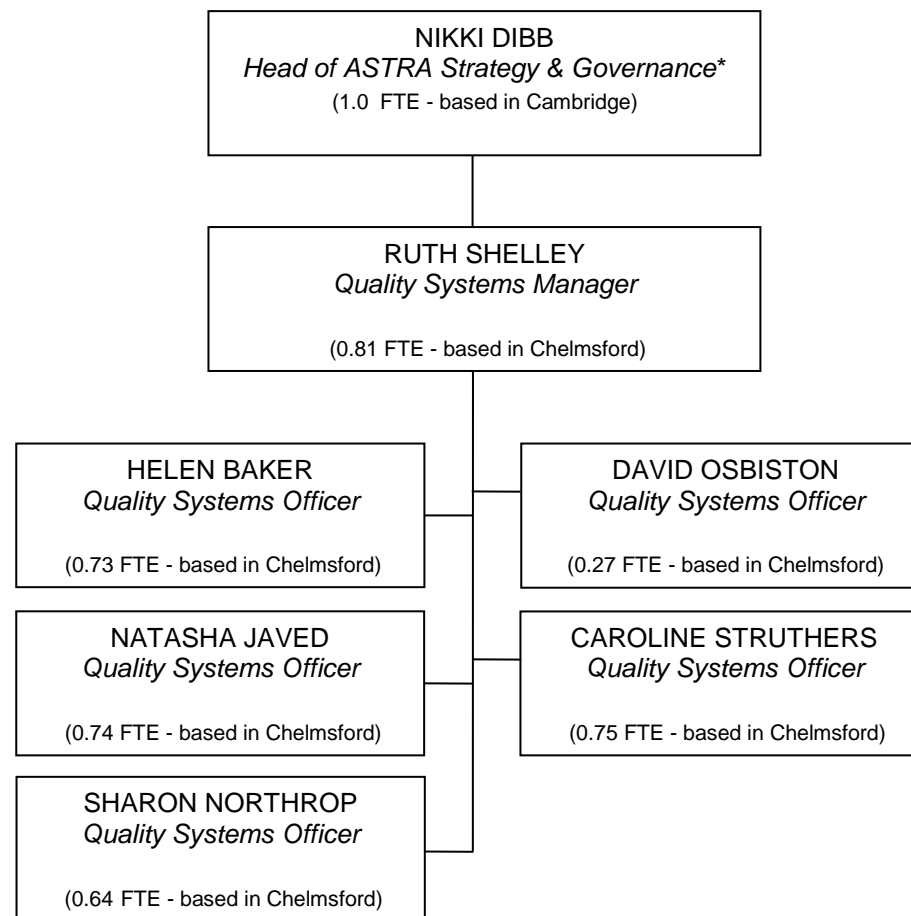 NIKKI DIBB
Head of ASTRA Strategy & Governance*
(1.0 FTE - based in Cambridge)
RUTH SHELLEY
Quality Systems Manager
(0.81 FTE - based in Chelmsford)
HELEN BAKER
Quality Systems Officer
(0.73 FTE - based in Chelmsford)
DAVID OSBISTON
Quality Systems Officer
(0.27 FTE - based in Chelmsford)
NATASHA JAVED
Quality Systems Officer
(0.74 FTE - based in Chelmsford)
CAROLINE STRUTHERS
Quality Systems Officer
(0.75 FTE - based in Chelmsford)
SHARON NORTHROP
Quality Systems Officer
(0.64 FTE - based in Chelmsford)